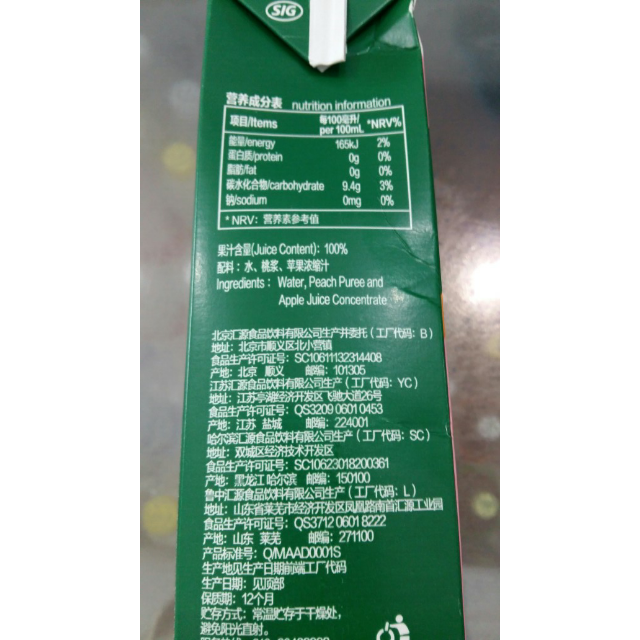 SIG
营养成分表 nutrition information
项目/Items 每100毫升/per 100mL *NRV%
能量/energy 165kJ 2%
蛋白质/protein 0g 0%
脂肪/fat 0g 0%
碳水化合物/carbohydrate 9.4g 3%
钠/sodium 0mg 0%
* NRV: 营养素参考值
果汁含量(Juice Content): 100%
配料: 水、桃浆、苹果浓缩汁
Ingredients: Water, Peach Puree and
Apple Juice Concentrate
北京汇源食品饮料有限公司生产并委托 (工厂代码: B)
地址: 北京市顺义区北小营镇
食品生产许可证号: SC10611132314408
产地: 北京 顺义 邮编: 101305
江苏汇源食品饮料有限公司生产 (工厂代码: YC)
地址: 江苏亭湖经济开发区飞驰大道26号
食品生产许可证号: QS3209 0601 0453
产地: 江苏 盐城 邮编: 224001
哈尔滨汇源食品饮料有限公司生产 (工厂代码: SC)
地址: 双城区经济技术开发区
食品生产许可证号: SC10623018200361
产地: 黑龙江 哈尔滨 邮编: 150100
鲁中汇源食品饮料有限公司生产 (工厂代码: L)
地址: 山东省莱芜市经济开发区凤凰路南首汇源工业园
食品生产许可证号: QS3712 0601 8222
产地: 山东 莱芜 邮编: 271100
产品标准号: Q/MAAD0001S
生产地见生产日期前端工厂代码
生产日期: 见顶部
保质期: 12个月
贮存方式: 常温贮存于干燥处,
避免阳光直射。